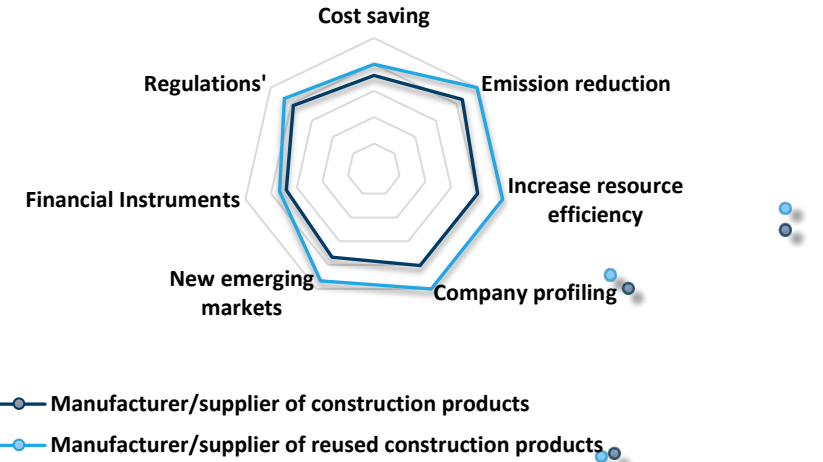 Cost saving
Regulations'
Emission reduction
Financial Instruments
Increase resource
efficiency
New emerging
markets
Company profiling
Manufacturer/supplier of construction products
Manufacturer/supplier of reused construction products